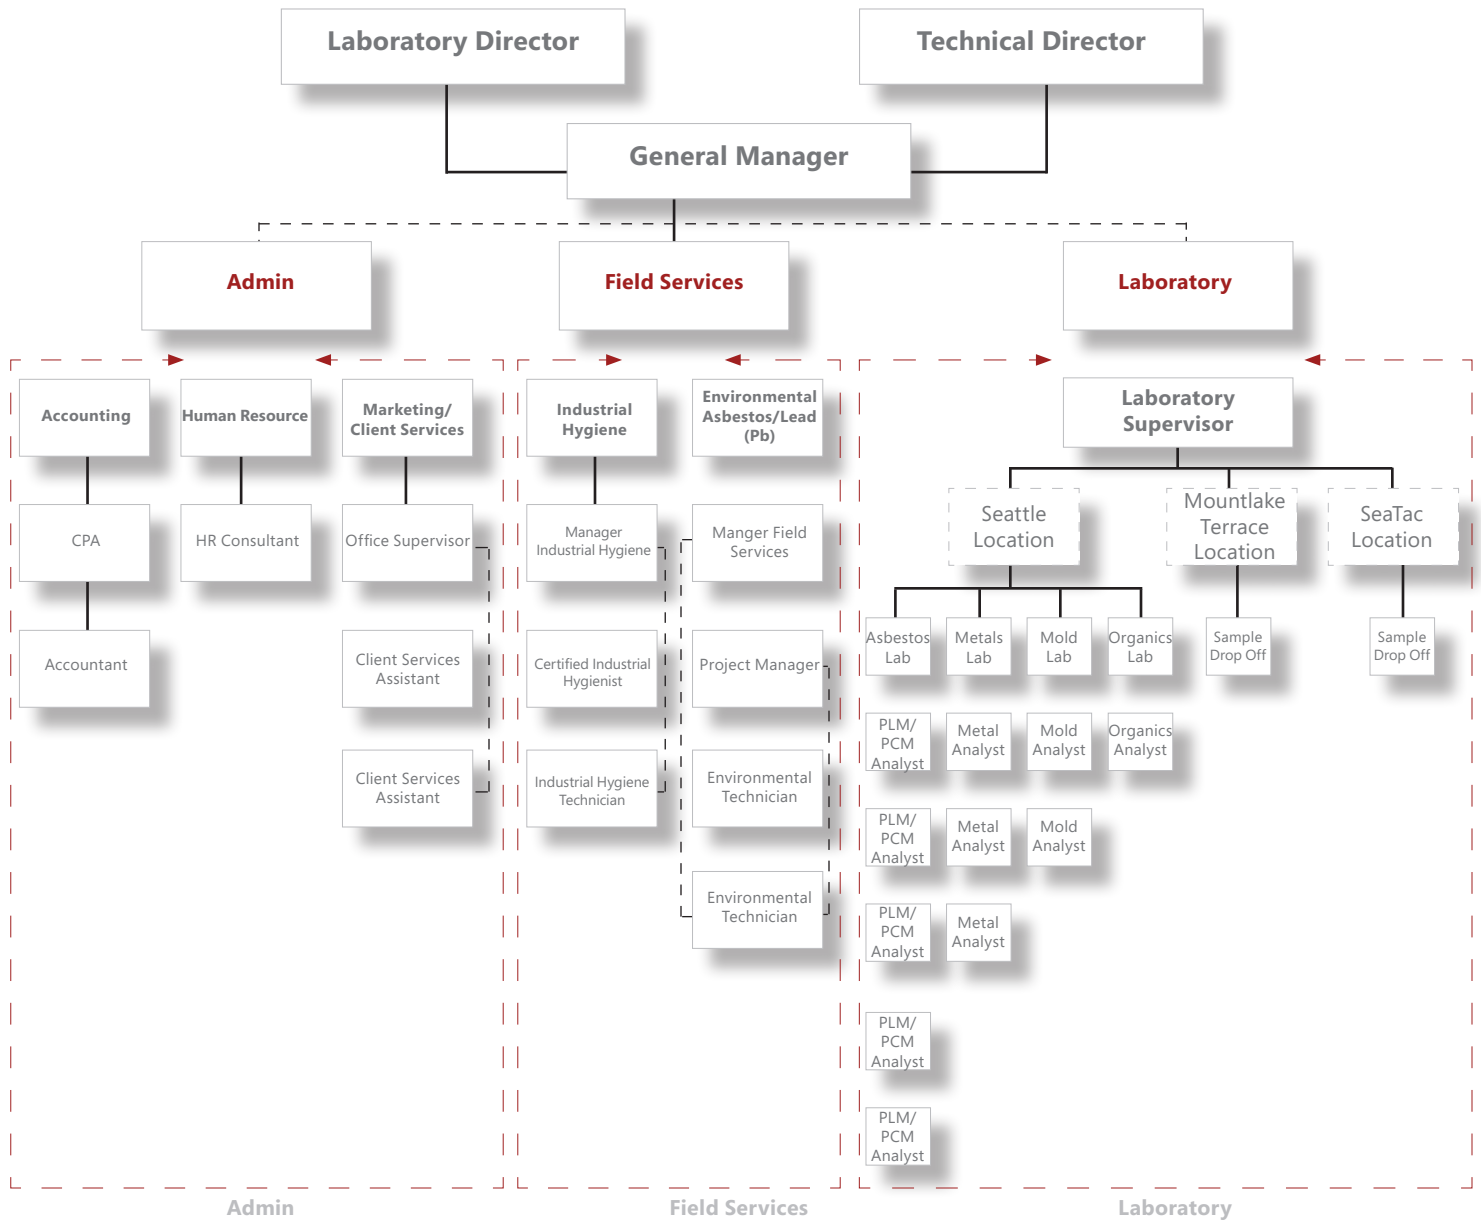 Laboratory Director
Technical Director
General Manager
Admin
Field Services
Laboratory
Accounting
Human Resource
Marketing/
Client Services
Industrial
Hygiene
Environmental
Asbestos/Lead
(Pb)
Laboratory
Supervisor
CPA
HR Consultant
Office Supervisor
Manager
Industrial Hygiene
Manger Field
Services
Seattle
Location
Mountlake
Terrace
Location
SeaTac
Location
Accountant
Client Services
Assistant
Certified Industrial
Hygienist
Project Manager
Asbestos
Lab
Metals
Lab
Mold
Lab
Organics
Lab
Sample
Drop Off
Sample
Drop Off
Client Services
Assistant
Industrial Hygiene
Technician
Environmental
Technician
PLM/
PCM
Analyst
Metal
Analyst
Mold
Analyst
Organics
Analyst
Environmental
Technician
PLM/
PCM
Analyst
Metal
Analyst
Mold
Analyst
PLM/
PCM
Analyst
Metal
Analyst
PLM/
PCM
Analyst
PLM/
PCM
Analyst
Admin
Field Services
Laboratory